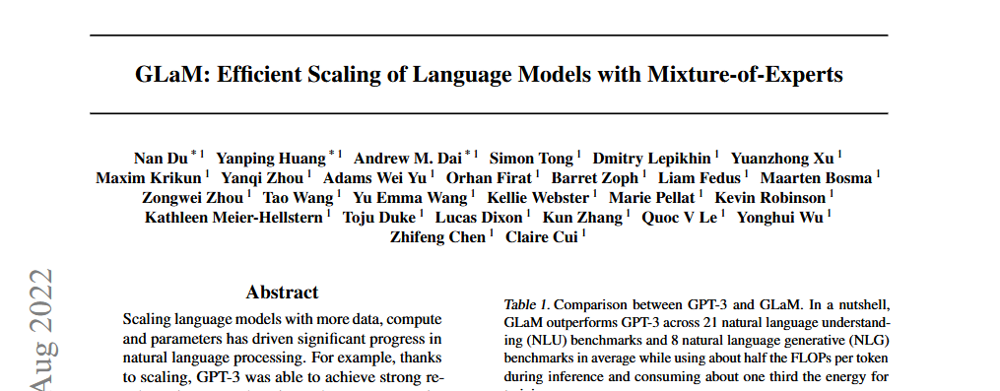 GLaM: Efficient Scaling of Language Models with Mixture-of-Experts
Nan Du * 1 Yanping Huang * 1 Andrew M. Dai * 1 Simon Tong 1 Dmitry Lepikhin 1 Yuanzhong Xu 1
Maxim Krikun 1 Yanqi Zhou 1 Adams Wei Yu 1 Orhan Firat 1 Barret Zoph 1 Liam Fedus 1 Maarten Bosma 1
Zongwei Zhou 1 Tao Wang 1 Yu Emma Wang 1 Kellie Webster 1 Marie Pellat 1 Kevin Robinson 1
Kathleen Meier-Hellstern 1 Toju Duke 1 Lucas Dixon 1 Kun Zhang 1 Quoc V Le 1 Yonghui Wu 1
Zhifeng Chen 1 Claire Cui 1
Aug 2022
Abstract
Scaling language models with more data, compute
and parameters has driven significant progress in
natural language processing. For example, thanks
to scaling, GPT-3 was able to achieve strong re-
Table 1. Comparison between GPT-3 and GLaM. In a nutshell,
GLaM outperforms GPT-3 across 21 natural language understand-
ing (NLU) benchmarks and 8 natural language generative (NLG)
benchmarks in average while using about half the FLOPs per token
during inference and consuming about one third the energy for